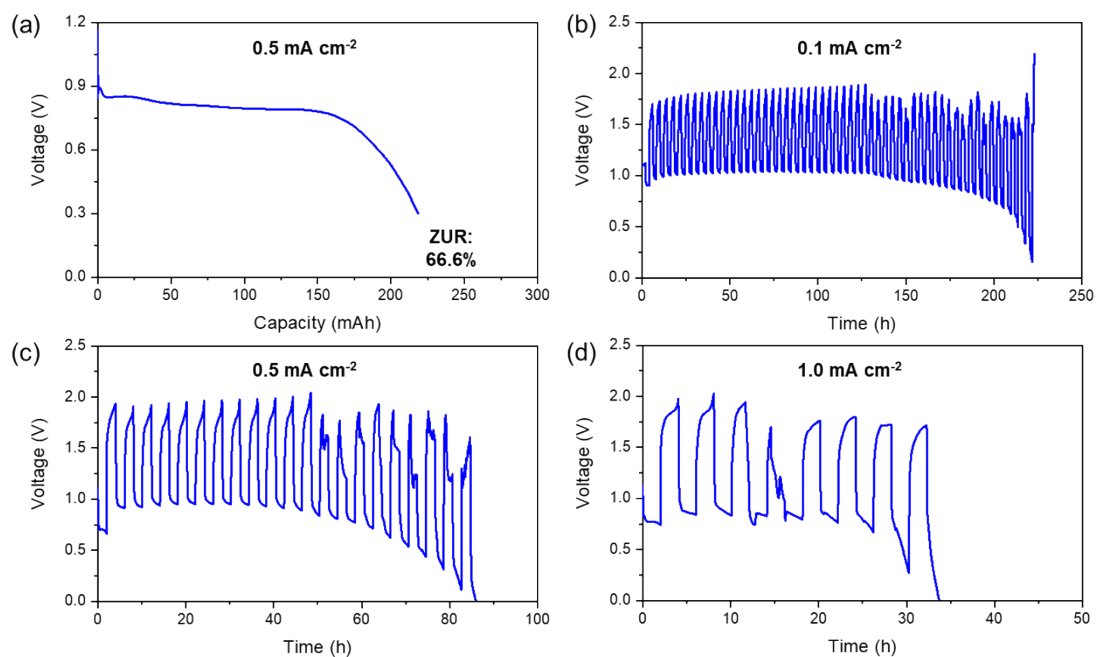 (a)
0.5 mA cm⁻²
Voltage (V)
1.2
0.9
0.6
0.3
0.0
ZUR:
66.6%
0 50 100 150 200 250 300
Capacity (mAh)
(b)
0.1 mA cm⁻²
Voltage (V)
2.5
2.0
1.5
1.0
0.5
0.0
0 50 100 150 200 250
Time (h)
(c)
0.5 mA cm⁻²
Voltage (V)
2.5
2.0
1.5
1.0
0.5
0.0
0 20 40 60 80 100
Time (h)
(d)
1.0 mA cm⁻²
Voltage (V)
2.5
2.0
1.5
1.0
0.5
0.0
0 10 20 30 40 50
Time (h)